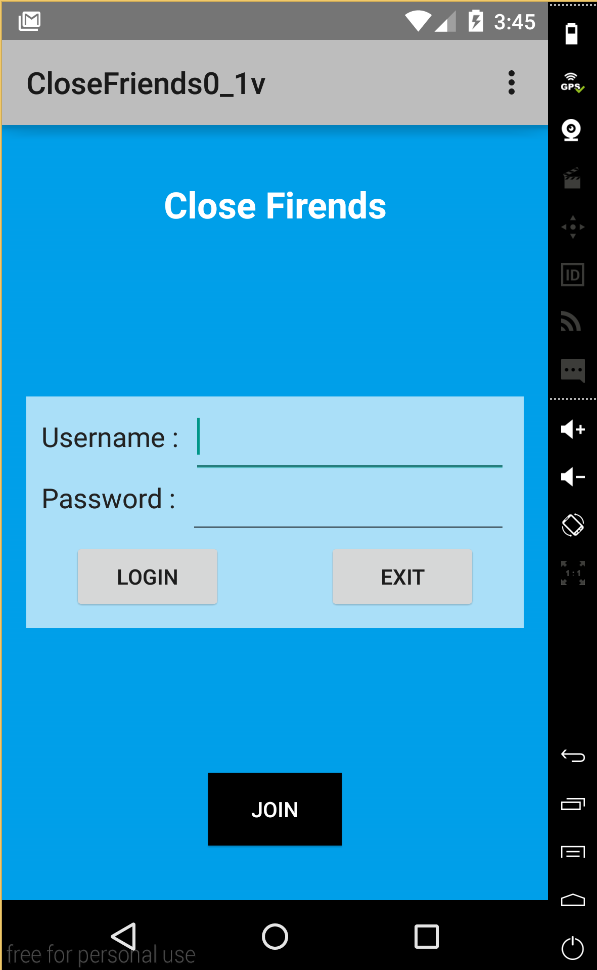 3:45
CloseFriends0_1v
GPS
Close Firends
ID
Username :
Password :
LOGIN
EXIT
1:1
JOIN
free for personal use